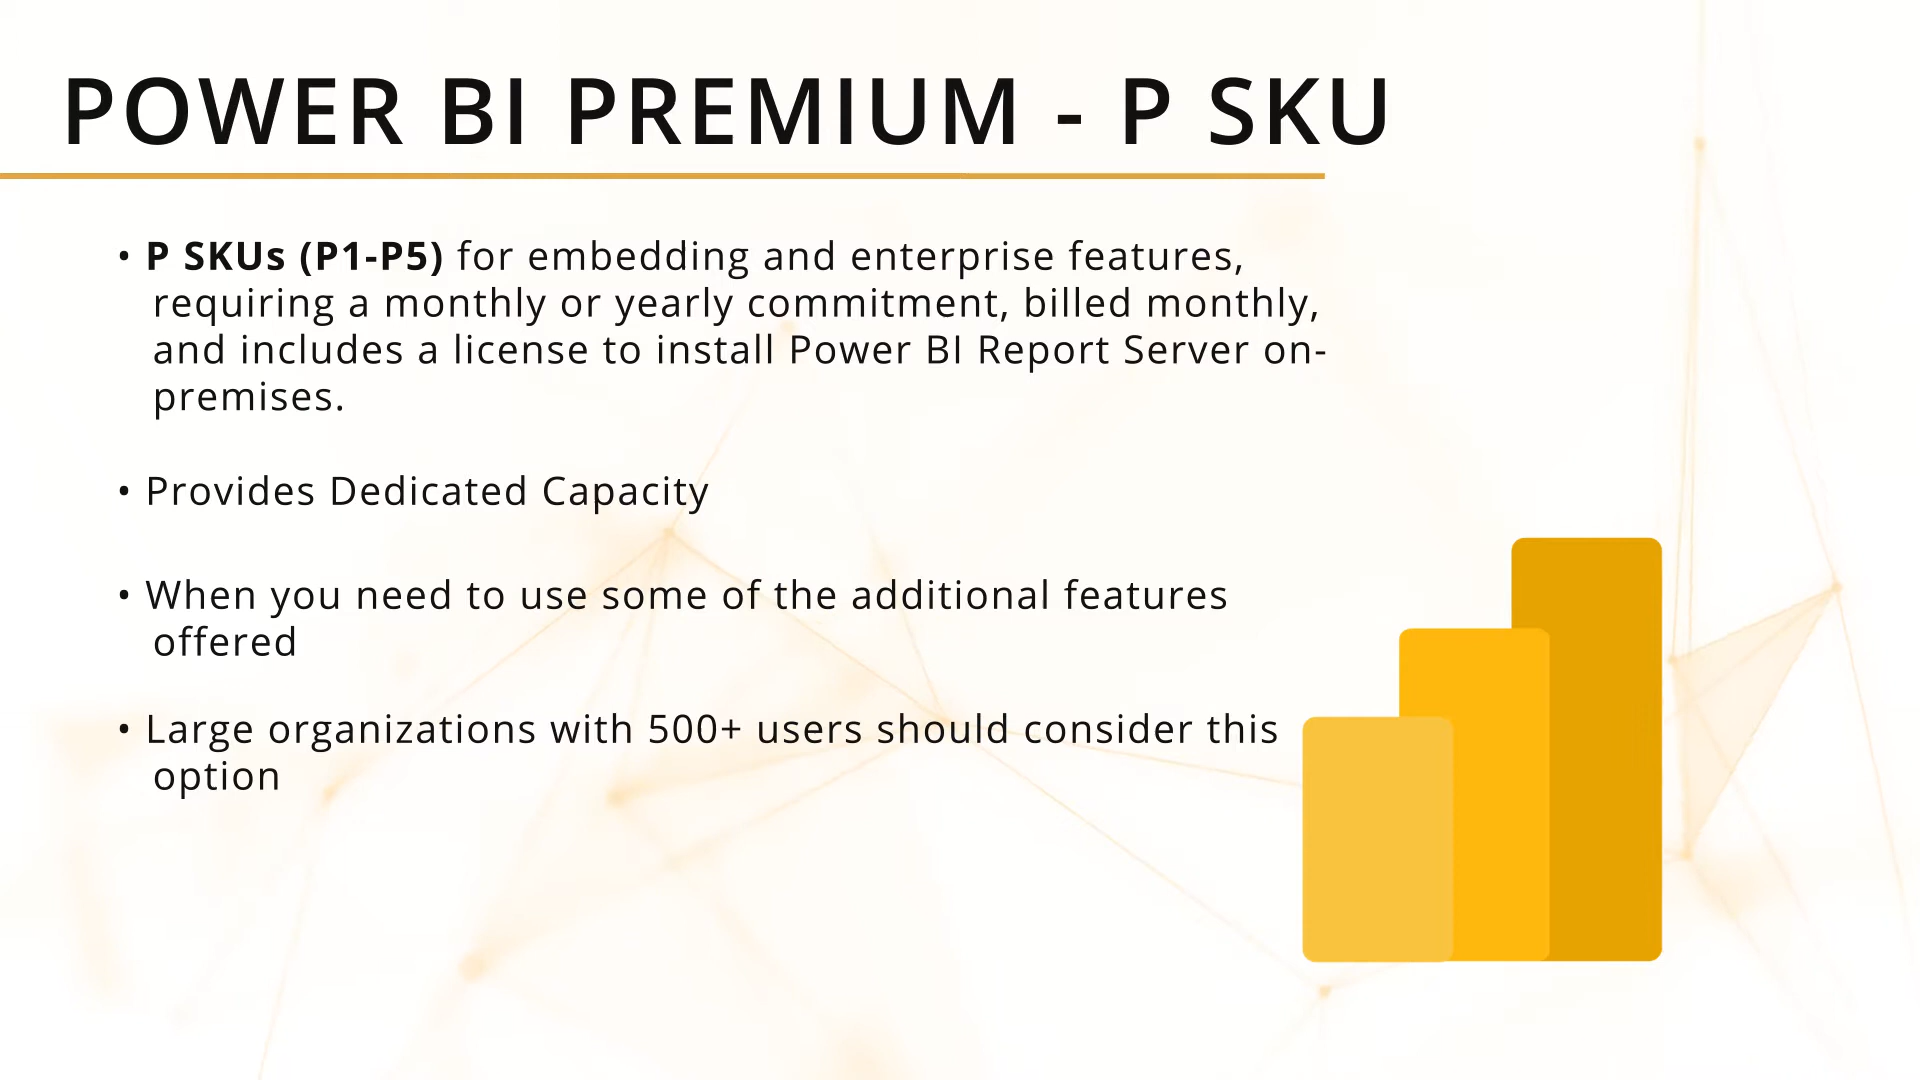 POWER BI PREMIUM - P SKU
• P SKUs (P1-P5) for embedding and enterprise features,
requiring a monthly or yearly commitment, billed monthly,
and includes a license to install Power BI Report Server on-
premises.
• Provides Dedicated Capacity
• When you need to use some of the additional features
offered
• Large organizations with 500+ users should consider this
option